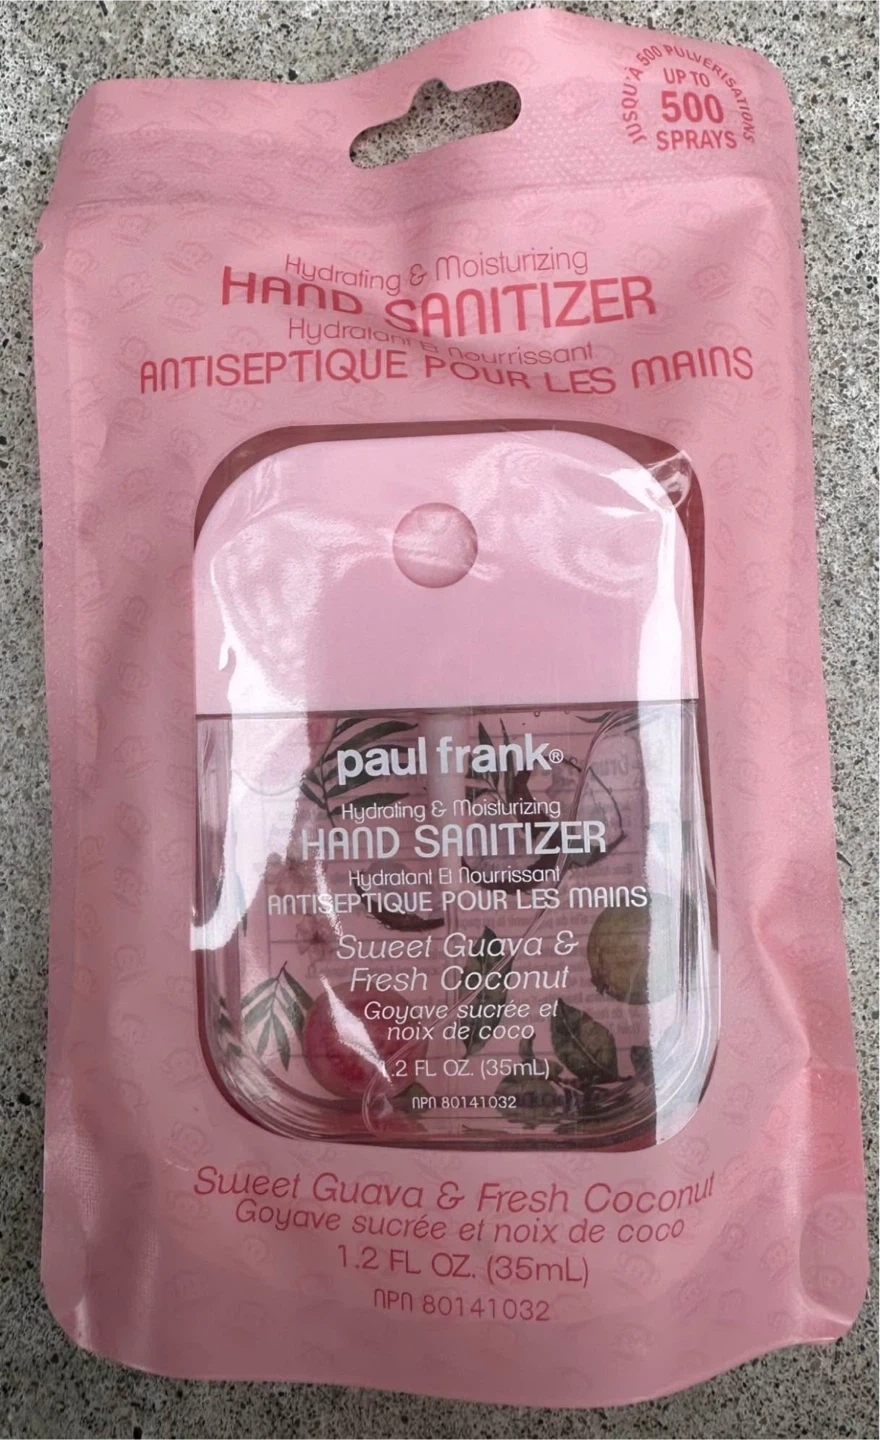 JUSQU'À 500 PULVÉRISATIONS
UP TO
500
SPRAYS
Hydrating & Moisturizing
HAND SANITIZER
Hydratant Et nourrissant
ANTISEPTIQUE POUR LES MAINS
paul frank®
Hydrating & Moisturizing
HAND SANITIZER
Hydratant Et Nourrissant
ANTISEPTIQUE POUR LES MAINS
Sweet Guava &
Fresh Coconut
Goyave sucrée et
noix de coco
1.2 FL OZ. (35mL)
NPN 80141032
Sweet Guava & Fresh Coconut
Goyave sucrée et noix de coco
1.2 FL OZ. (35mL)
NPN 80141032